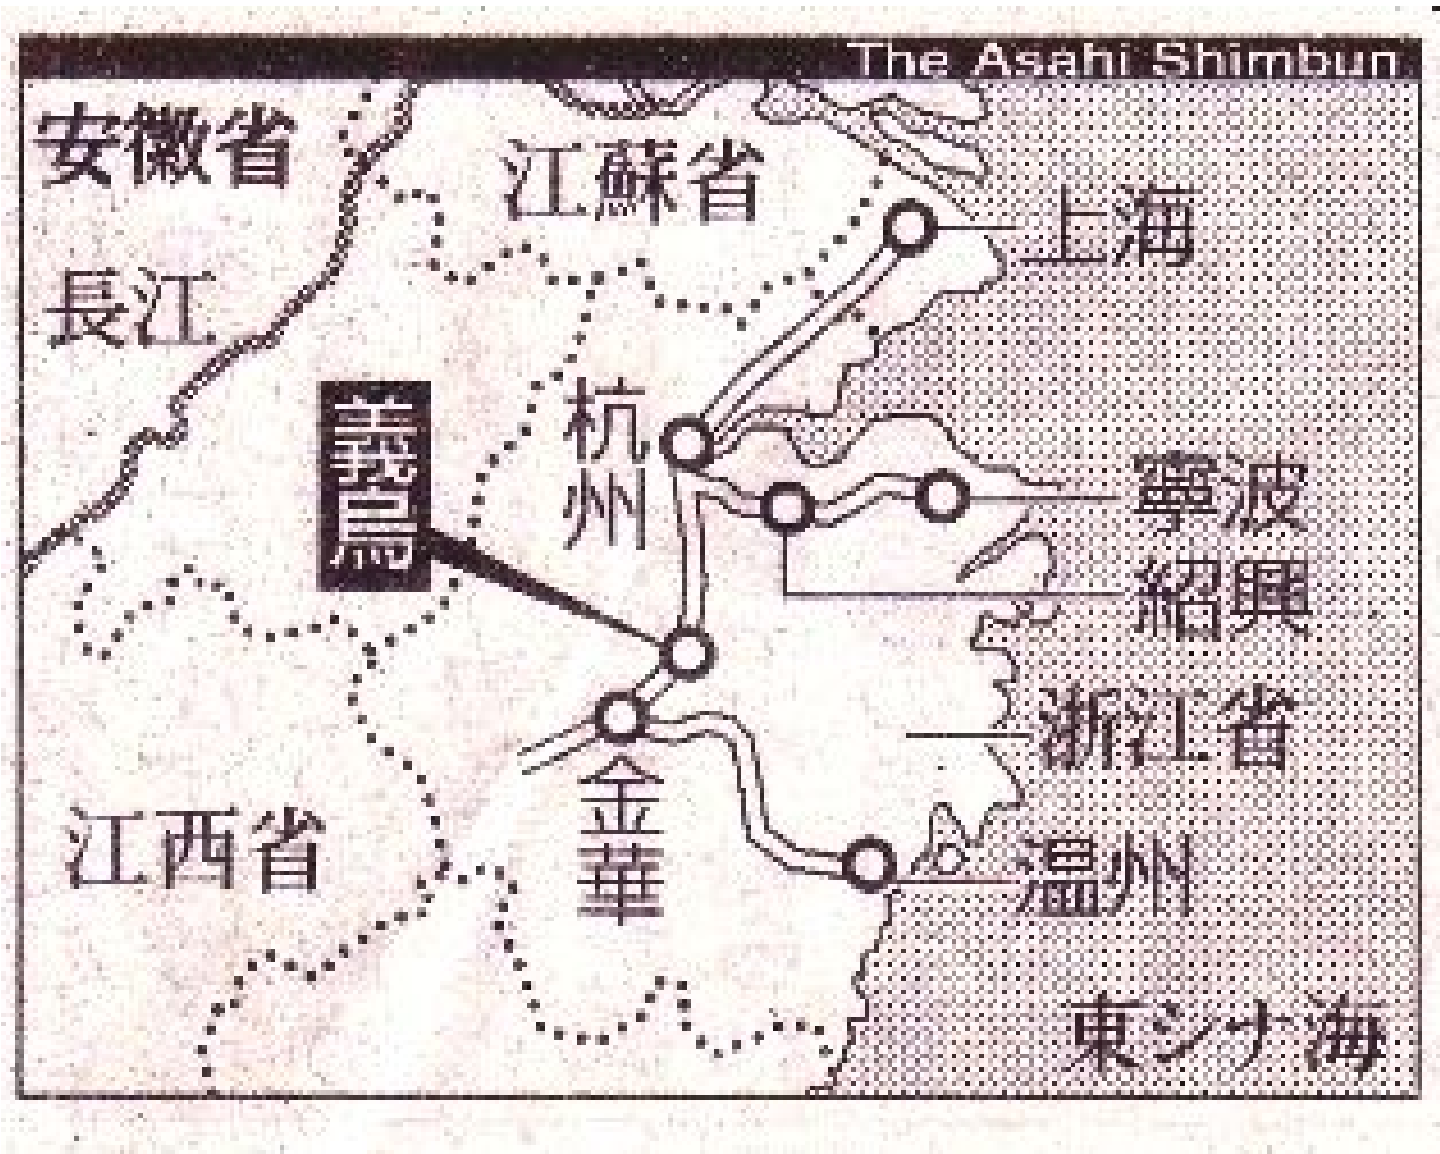 The Asahi Shimbun
安徽省
江蘇省
上海
長江
義烏
杭州
寧波
紹興
浙江省
金華
江西省
温州
東シナ海